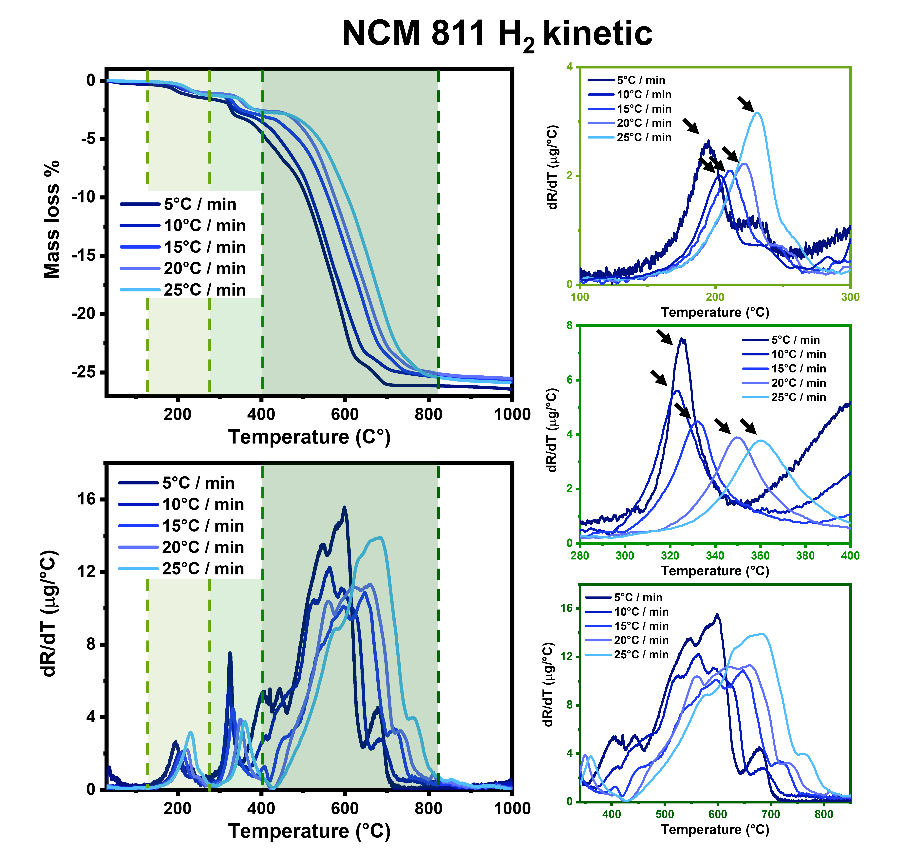 NCM 811 H2 kinetic
0
-5
-10
-15
-20
-25
Mass loss %
5°C / min
10°C / min
15°C / min
20°C / min
25°C / min
200
400
600
800
1000
Temperature (C°)
4
2
0
dR/dT (µg/°C)
5°C / min
10°C / min
15°C / min
20°C / min
25°C / min
100
200
300
Temperature (°C)
8
6
4
2
0
dR/dT (µg/°C)
5°C / min
10°C / min
15°C / min
20°C / min
25°C / min
280
300
320
340
360
380
400
Temperature (°C)
16
12
8
4
0
dR/dT (µg/°C)
5°C / min
10°C / min
15°C / min
20°C / min
25°C / min
200
400
600
800
1000
Temperature (°C)
16
12
8
4
0
dR/dT (µg/°C)
5°C / min
10°C / min
15°C / min
20°C / min
25°C / min
400
500
600
700
800
Temperature (°C)